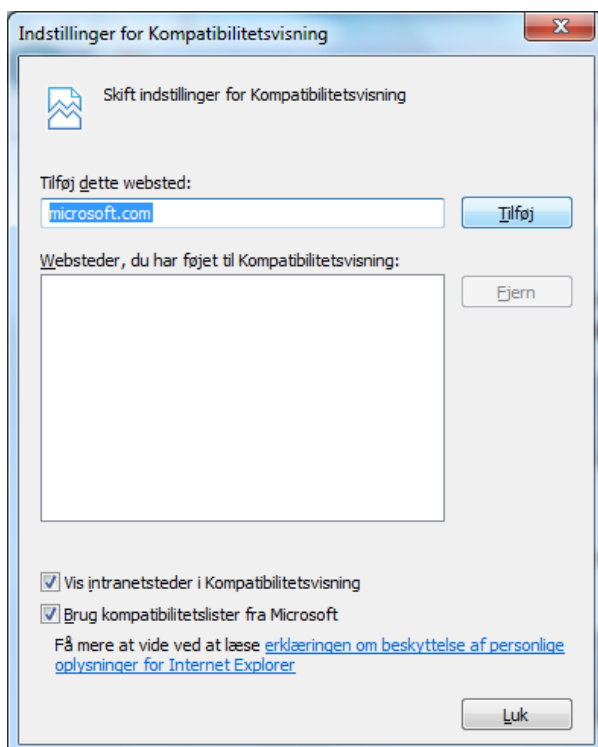 Indstillinger for Kompatibilitetsvisning
Skift indstillinger for Kompatibilitetsvisning
Tilføj dette websted:
microsoft.com
Tilføj
Websteder, du har føjet til Kompatibilitetsvisning:
Fjern
Vis intranetsteder i Kompatibilitetsvisning
Brug kompatibilitetslister fra Microsoft
Få mere at vide ved at læse erklæringen om beskyttelse af personlige
oplysninger for Internet Explorer
Luk